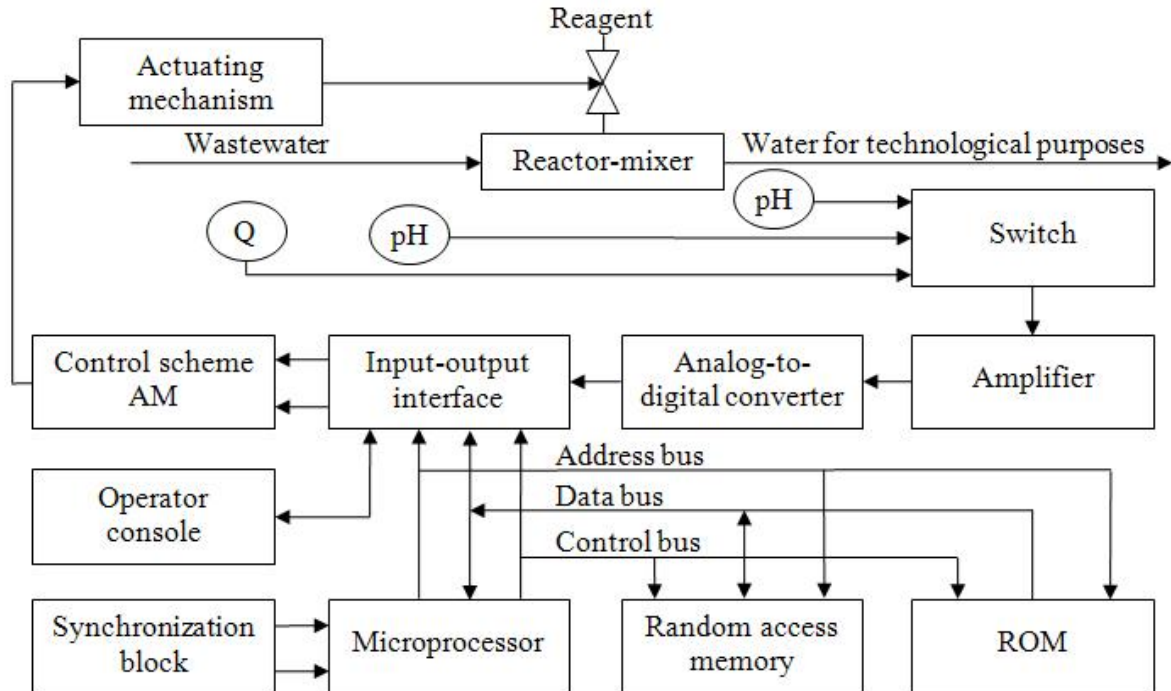 Reagent
Actuating
mechanism
Wastewater
Reactor-mixer
Water for technological purposes
pH
Q
pH
Switch
Control scheme
AM
Input-output
interface
Analog-to-
digital converter
Amplifier
Address bus
Operator
console
Data bus
Control bus
Synchronization
block
Microprocessor
Random access
memory
ROM